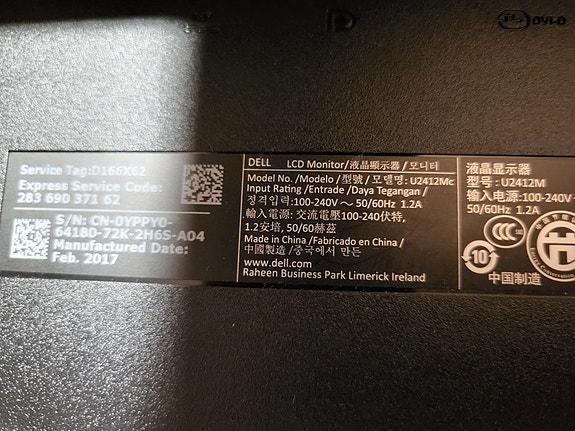 Service Tag:D166X62
Express Service Code:
283 690 371 62
S/N: CN-0YPPY0-
64180-72K-2H6S-A04
Manufactured Date:
Feb. 2017
DELL LCD Monitor/液晶顯示器/모니터
Model No./Modelo/型號/모델명: U2412Mc
Input Rating/Entrade/Daya Tegangan/
정격입력:100-240V ~ 50/60Hz 1.2A
輸入電源: 交流電壓100-240伏特,
1.2安培, 50/60赫茲
Made in China/Fabricado en China/
中國製造/중국에서 만든
www.dell.com
Raheen Business Park Limerick Ireland
液晶显示器
型号: U2412M
输入电源:100-240V
50/60Hz 1.2A
10
中国制造